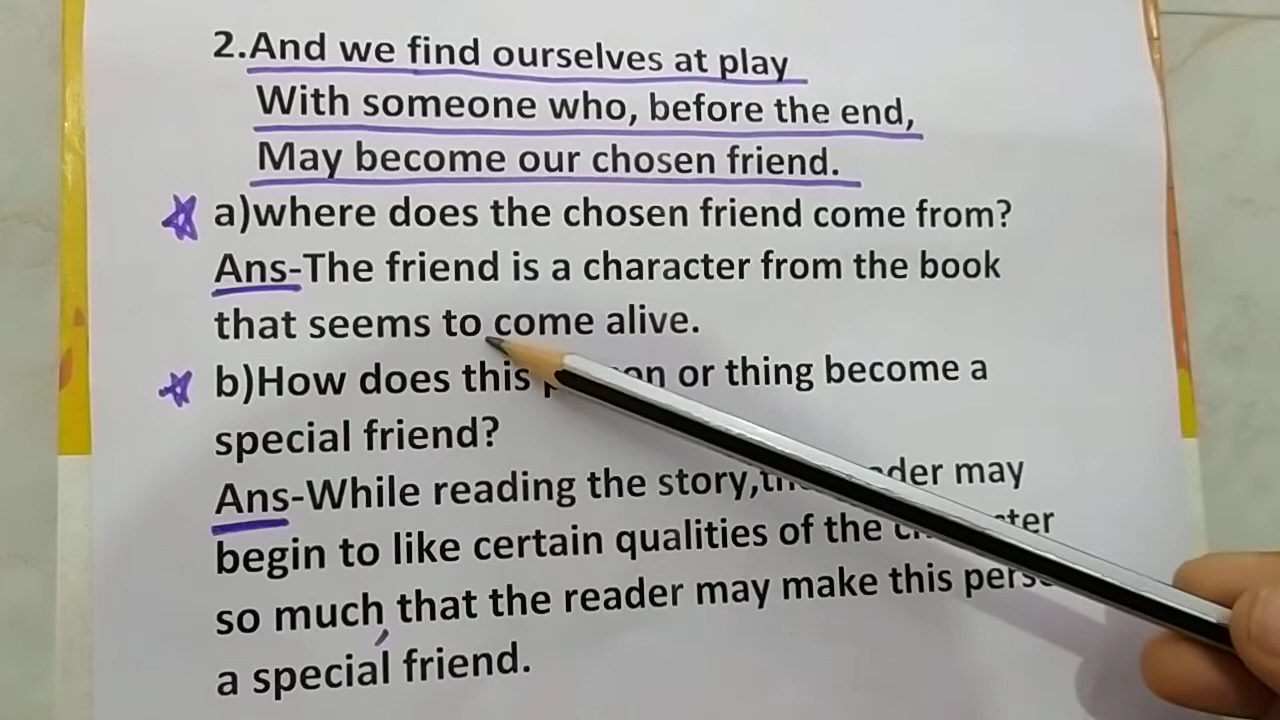 2.And we find ourselves at play
With someone who, before the end,
May become our chosen friend.
a)where does the chosen friend come from?
Ans-The friend is a character from the book
that seems to come alive.
b)How does this or thing become a
special friend?
Ans-While reading the story, may
begin to like certain qualities of the
so much that the reader may make this
a special friend.